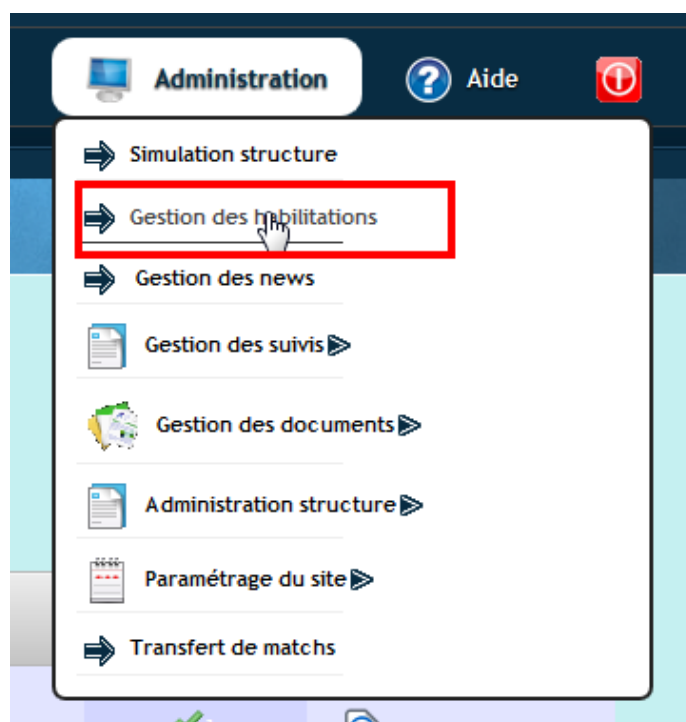 Administration
Aide
Simulation structure
Gestion des habilitations
Gestion des news
Gestion des suivis
Gestion des documents
Administration structure
Paramétrage du site
Transfert de matchs